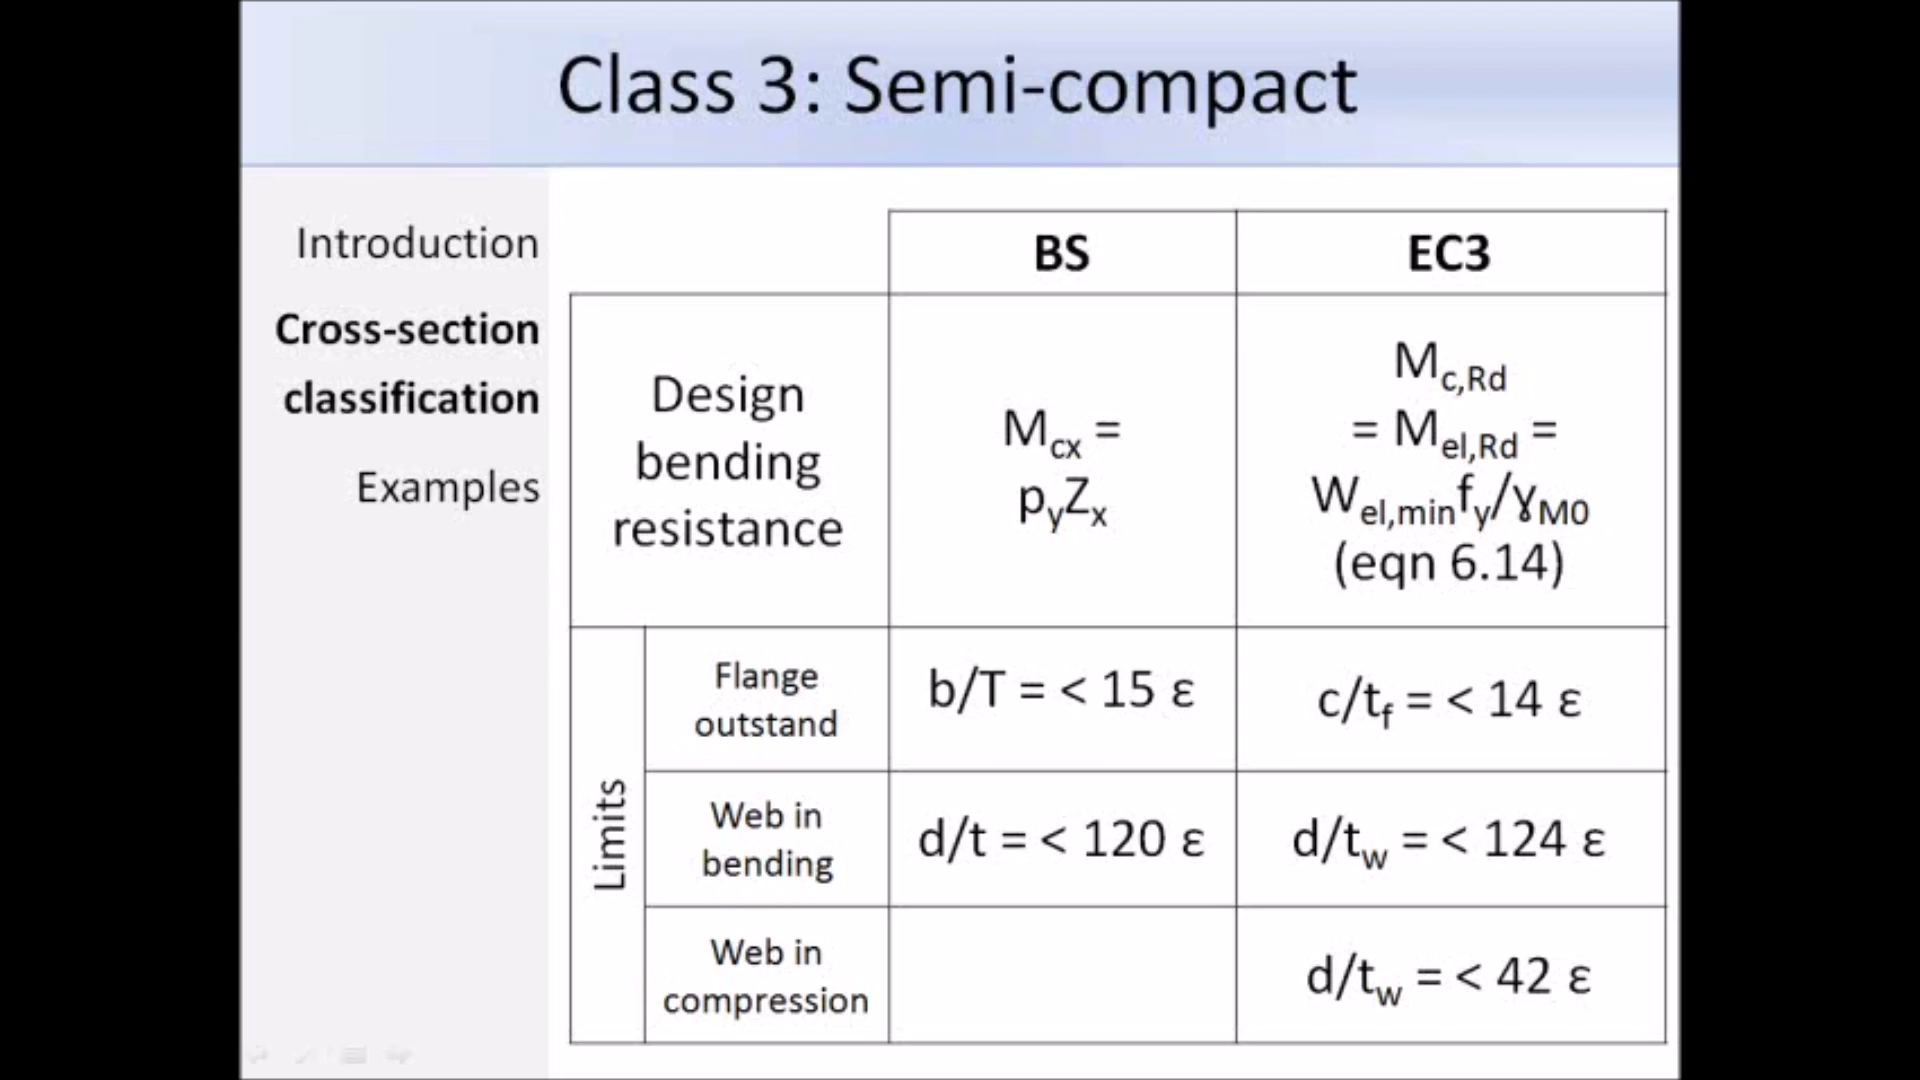 Class 3: Semi-compact
Introduction
Cross-section
classification
Examples
BS
EC3
Design
bending
resistance
Mcx =
pyZx
Mc,Rd
= Mel,Rd =
Wel,minfy/γM0
(eqn 6.14)
Limits
Flange
outstand
b/T = < 15 ε
c/tf = < 14 ε
Web in
bending
d/t = < 120 ε
d/tw = < 124 ε
Web in
compression
d/tw = < 42 ε